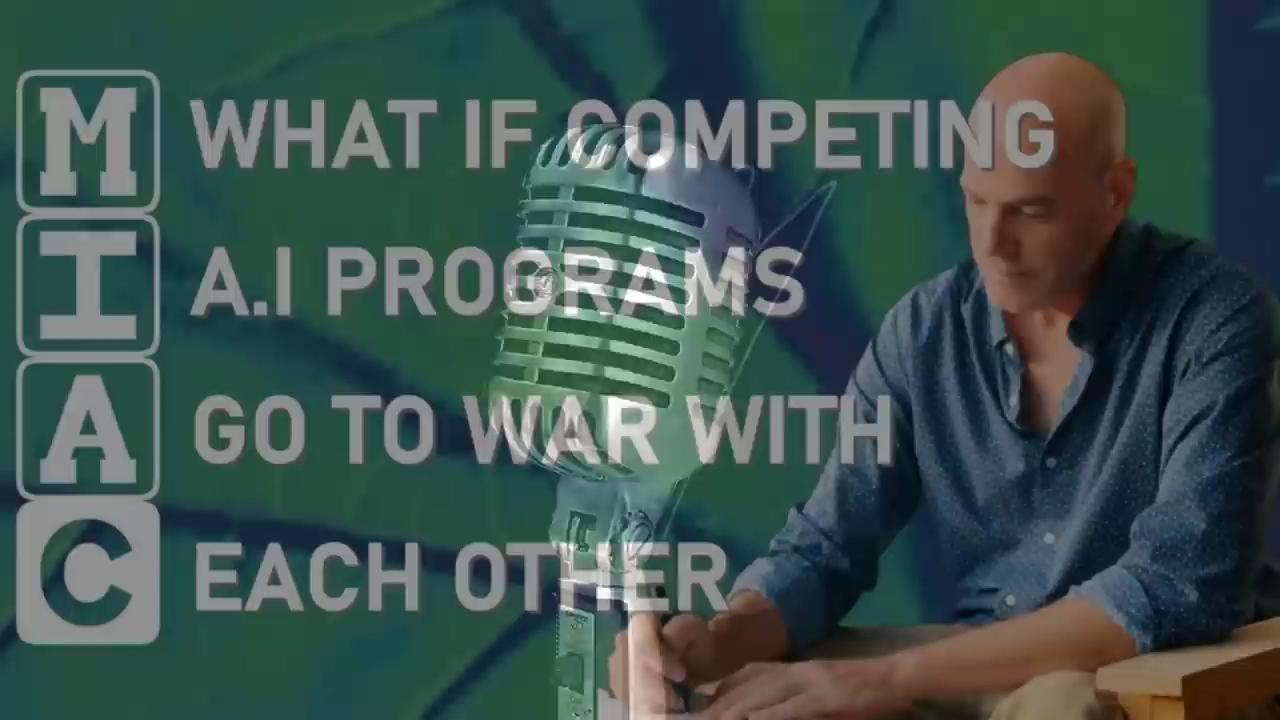 M WHAT IF COMPETING
I A.I PROGRAMS
A GO TO WAR WITH
C EACH OTHER